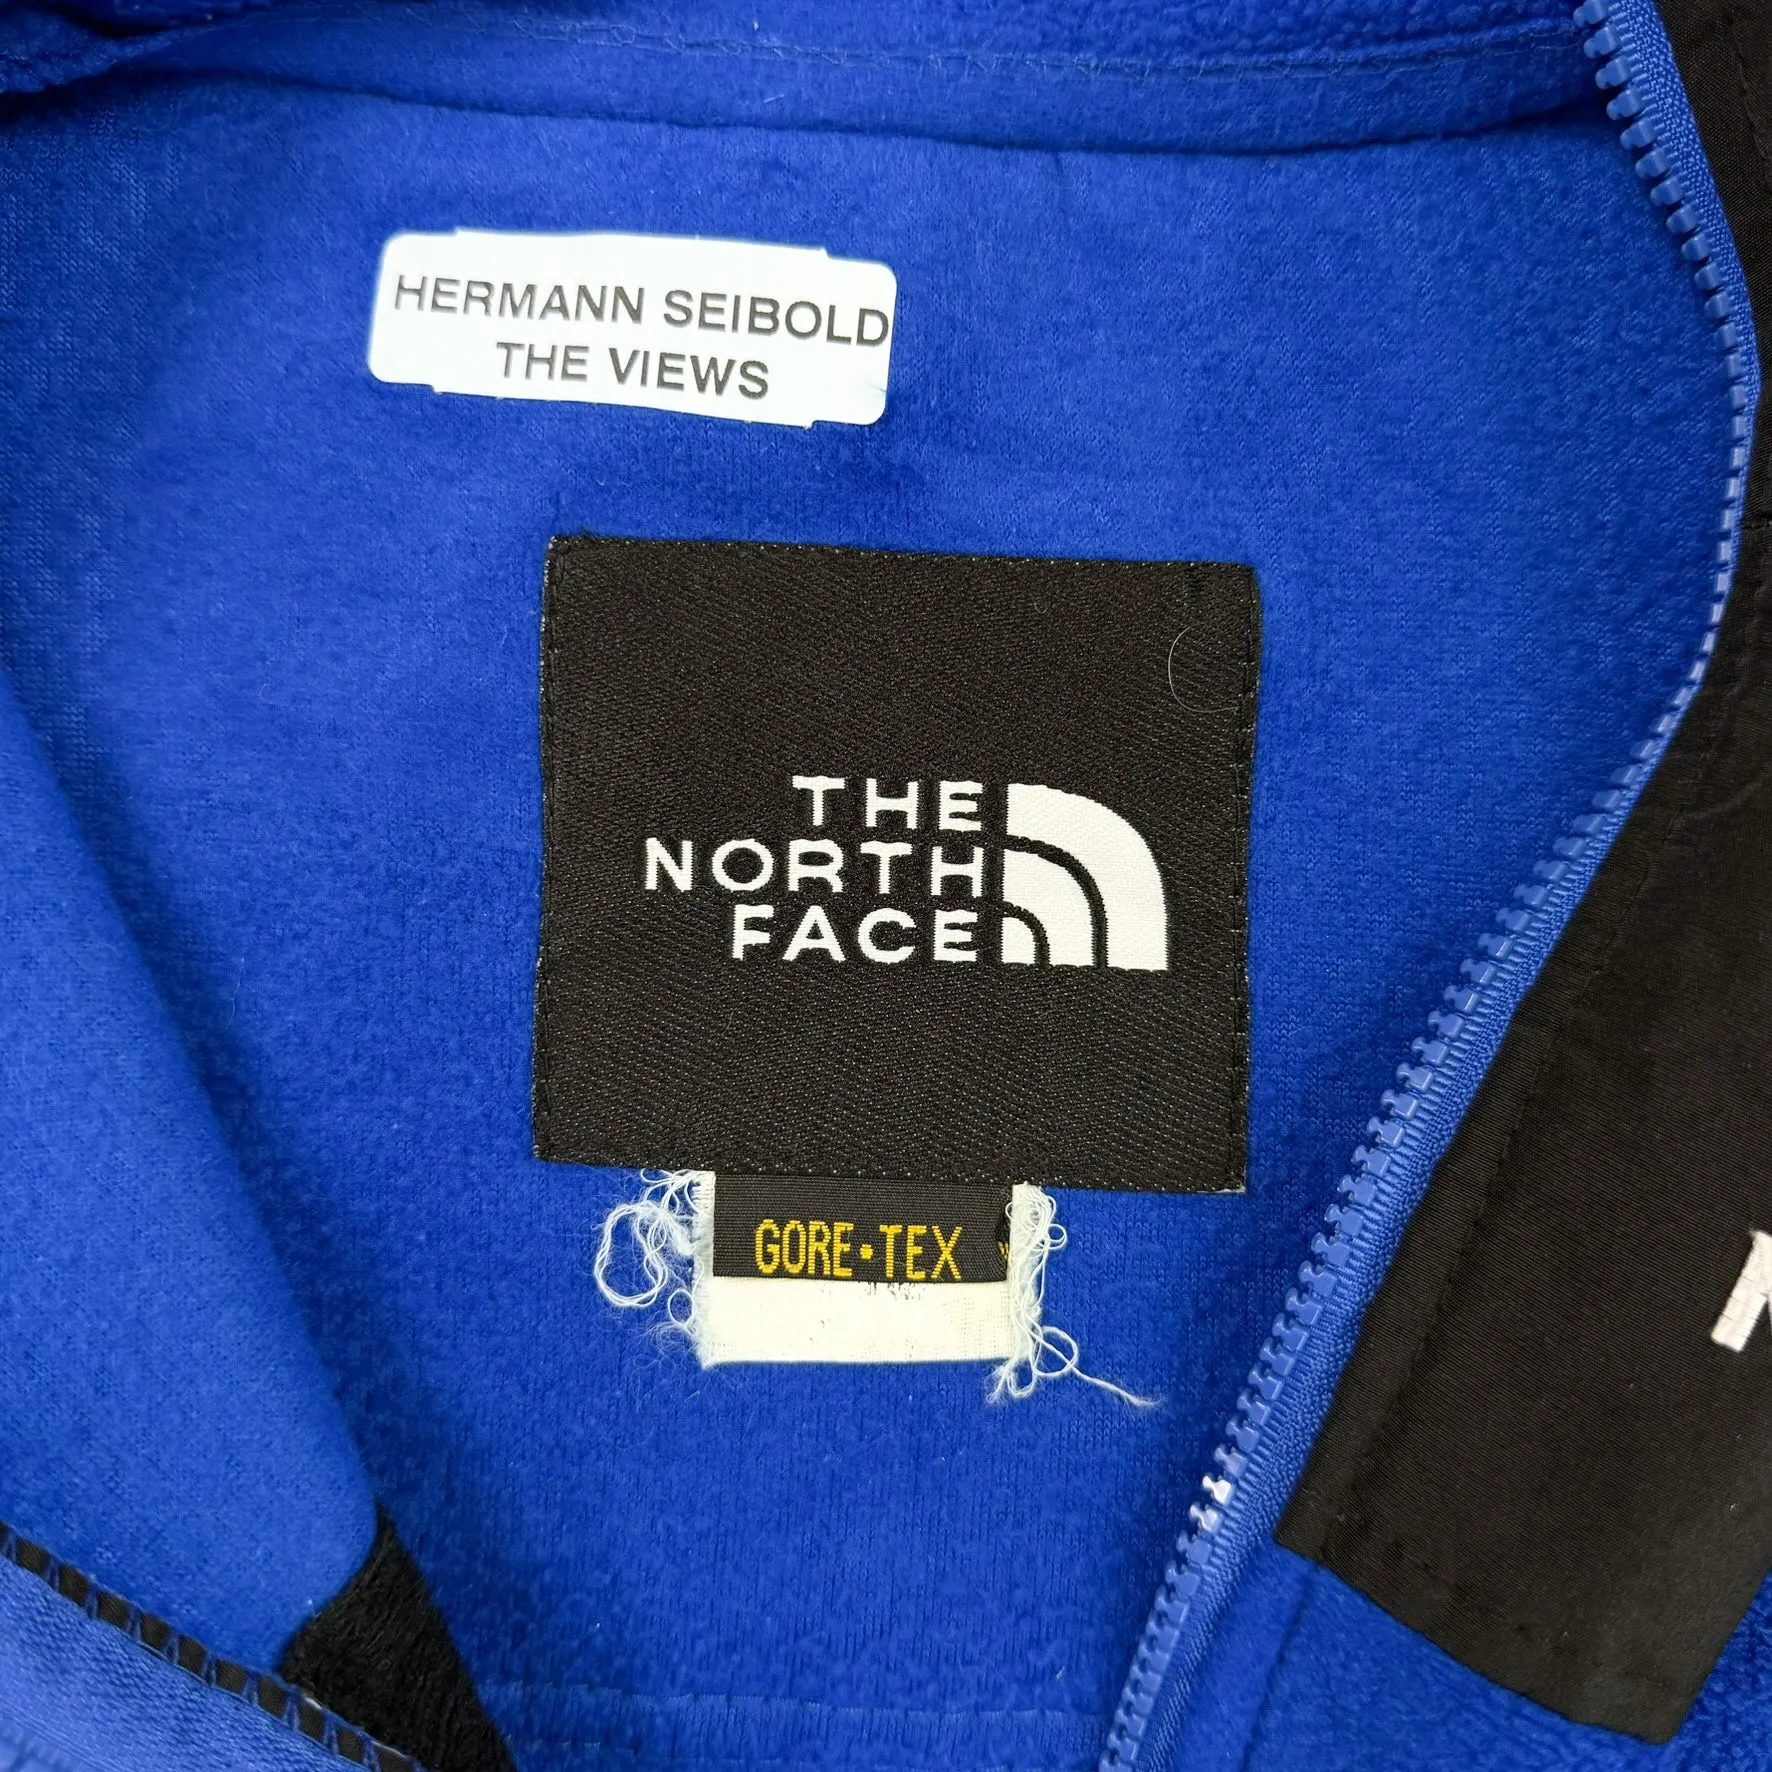 HERMANN SEIBOLD
THE VIEWS
THE
NORTH
FACE
GORE-TEX